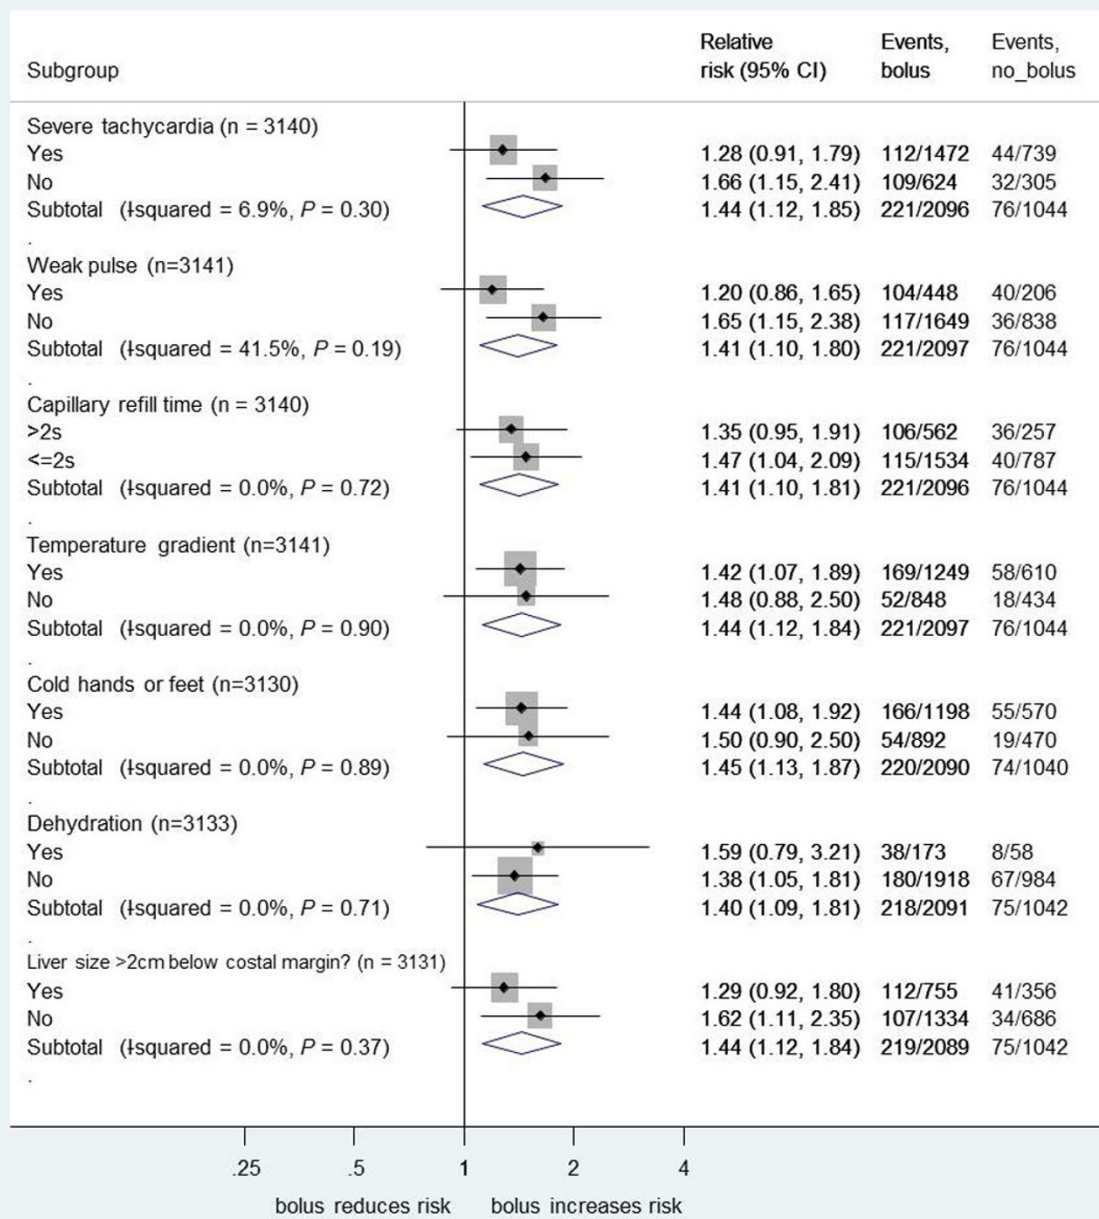 Subgroup Relative risk (95% CI) Events, bolus Events, no_bolus
Severe tachycardia (n = 3140)
Yes 1.28 (0.91, 1.79) 112/1472 44/739
No 1.66 (1.15, 2.41) 109/624 32/305
Subtotal (I-squared = 6.9%, P = 0.30) 1.44 (1.12, 1.85) 221/2096 76/1044
.
Weak pulse (n=3141)
Yes 1.20 (0.86, 1.65) 104/448 40/206
No 1.65 (1.15, 2.38) 117/1649 36/838
Subtotal (I-squared = 41.5%, P = 0.19) 1.41 (1.10, 1.80) 221/2097 76/1044
.
Capillary refill time (n = 3140)
>2s 1.35 (0.95, 1.91) 106/562 36/257
<=2s 1.47 (1.04, 2.09) 115/1534 40/787
Subtotal (I-squared = 0.0%, P = 0.72) 1.41 (1.10, 1.81) 221/2096 76/1044
.
Temperature gradient (n=3141)
Yes 1.42 (1.07, 1.89) 169/1249 58/610
No 1.48 (0.88, 2.50) 52/848 18/434
Subtotal (I-squared = 0.0%, P = 0.90) 1.44 (1.12, 1.84) 221/2097 76/1044
.
Cold hands or feet (n=3130)
Yes 1.44 (1.08, 1.92) 166/1198 55/570
No 1.50 (0.90, 2.50) 54/892 19/470
Subtotal (I-squared = 0.0%, P = 0.89) 1.45 (1.13, 1.87) 220/2090 74/1040
.
Dehydration (n=3133)
Yes 1.59 (0.79, 3.21) 38/173 8/58
No 1.38 (1.05, 1.81) 180/1918 67/984
Subtotal (I-squared = 0.0%, P = 0.71) 1.40 (1.09, 1.81) 218/2091 75/1042
.
Liver size >2cm below costal margin? (n = 3131)
Yes 1.29 (0.92, 1.80) 112/755 41/356
No 1.62 (1.11, 2.35) 107/1334 34/686
Subtotal (I-squared = 0.0%, P = 0.37) 1.44 (1.12, 1.84) 219/2089 75/1042
.
.25 .5 1 2 4
bolus reduces risk bolus increases risk